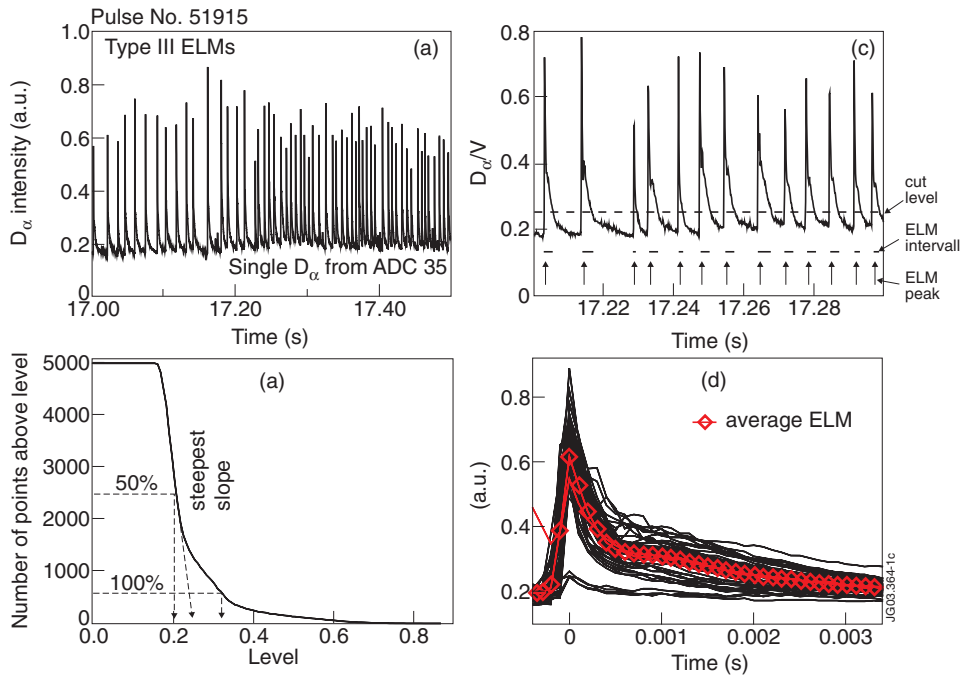 Pulse No. 51915
Type III ELMs
(a)
1.0
0.8
0.6
0.4
0.2
0
Dα intensity (a.u.)
Single Dα from ADC 35
17.00
17.20
17.40
Time (s)
(c)
0.8
0.6
0.4
0.2
0
Dα/V
cut
level
ELM
intervall
ELM
peak
17.22
17.24
17.26
17.28
Time (s)
(a)
5000
4000
3000
2000
1000
0
Number of points above level
50%
100%
steepest
slope
0.0
0.2
0.4
0.6
0.8
Level
(d)
average ELM
0.8
0.6
0.4
0.2
(a.u.)
0
0.001
0.002
0.003
Time (s)
JG03.364-1c